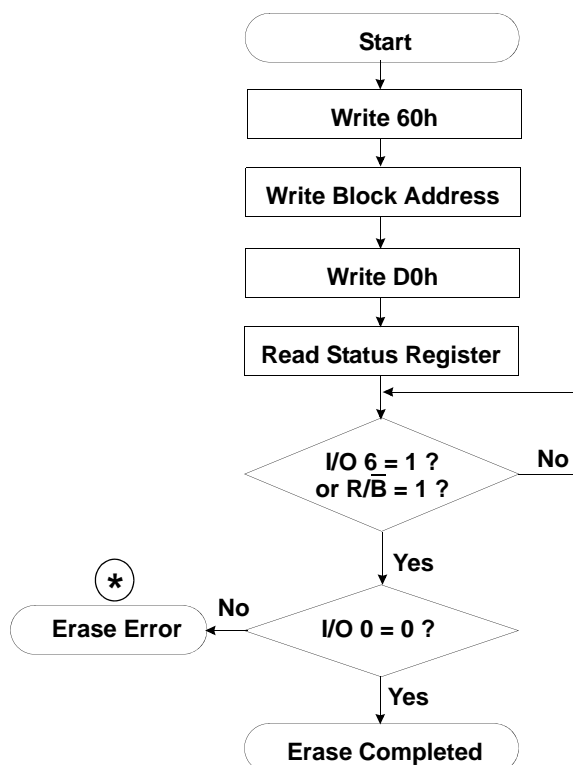 Start
Write 60h
Write Block Address
Write D0h
Read Status Register
I/O 6 = 1 ?
or R/B̅ = 1 ?
No
Yes
*
No
Erase Error
I/O 0 = 0 ?
Yes
Erase Completed